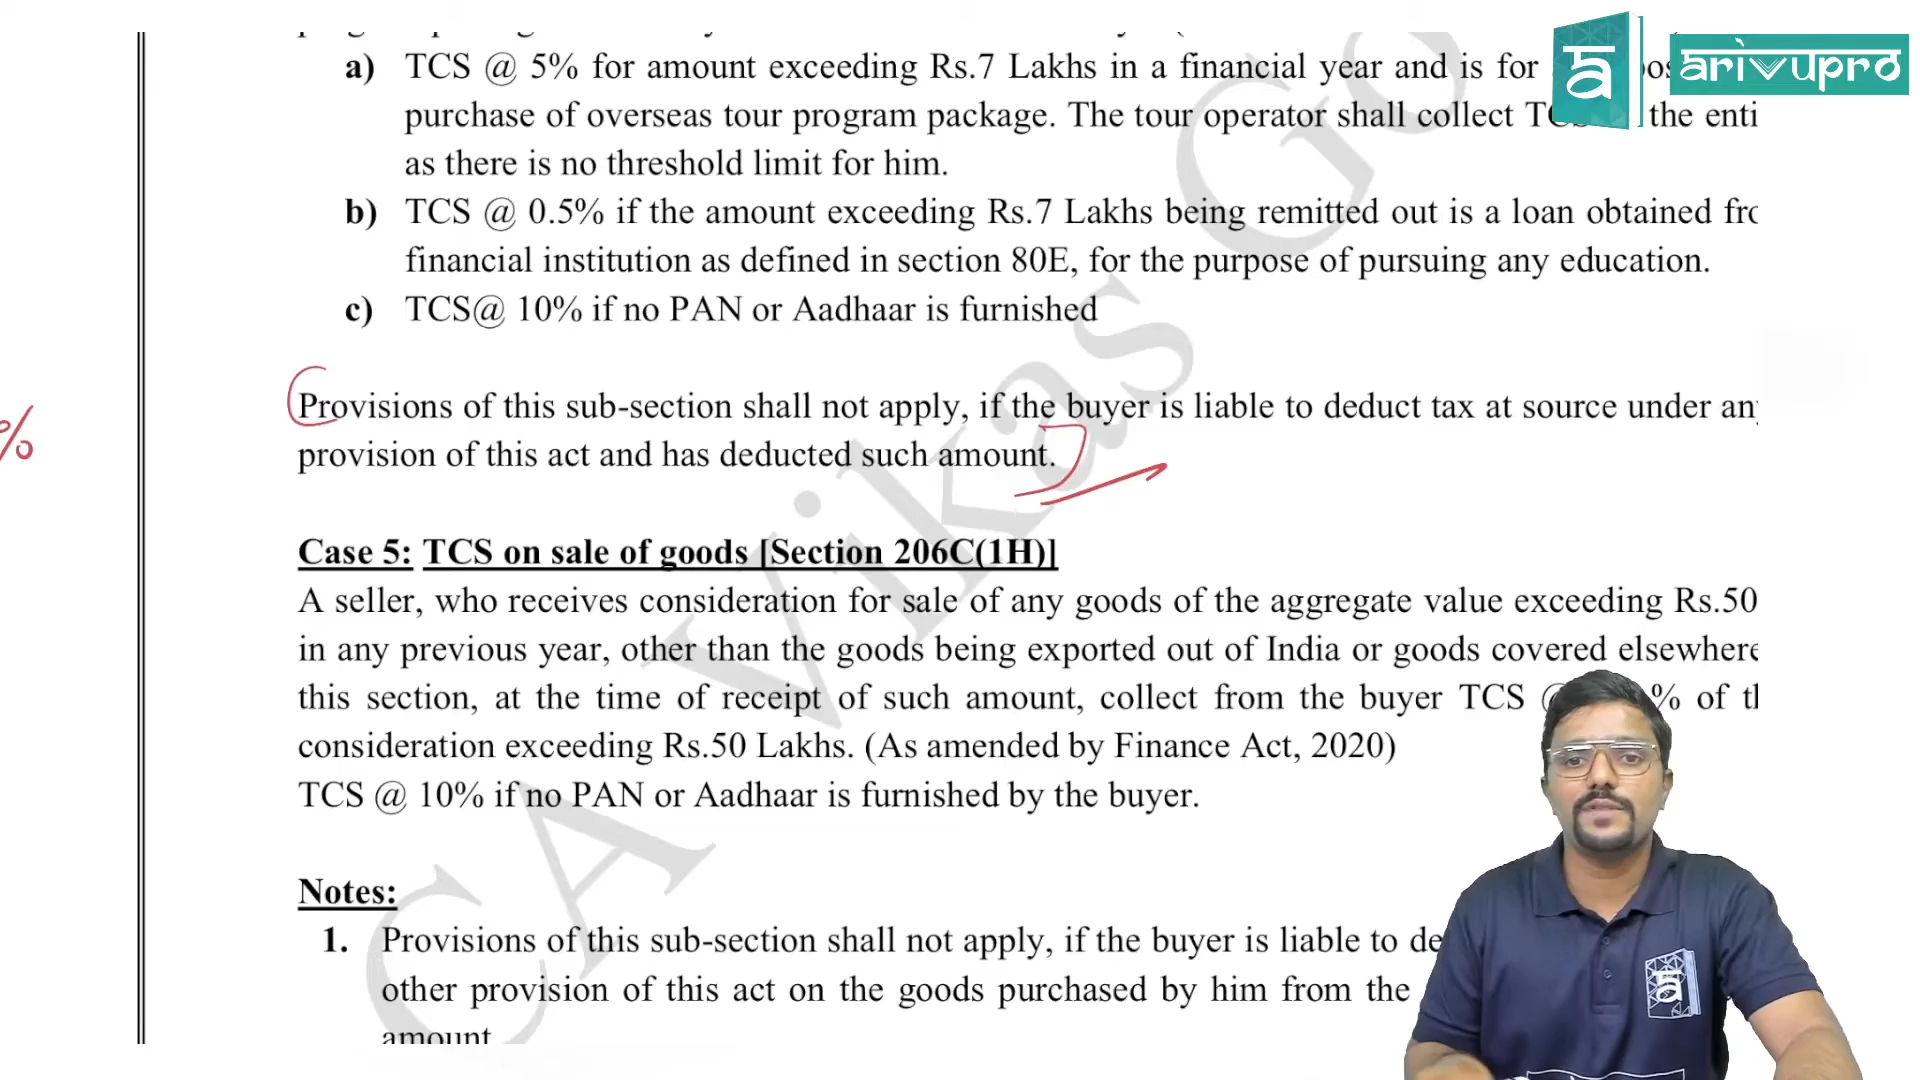 a) TCS @ 5% for amount exceeding Rs.7 Lakhs in a financial year and is for
purchase of overseas tour program package. The tour operator shall collect the
as there is no threshold limit for him.
b) TCS @ 0.5% if the amount exceeding Rs.7 Lakhs being remitted out is a loan obtained
financial institution as defined in section 80E, for the purpose of pursuing any education.
c) TCS@ 10% if no PAN or Aadhaar is furnished
Provisions of this sub-section shall not apply, if the buyer is liable to deduct tax at source under
%
provision of this act and has deducted such amount.
Case 5: TCS on sale of goods [Section 206C(1H)]
A seller, who receives consideration for sale of any goods of the aggregate value exceeding Rs.50
in any previous year, other than the goods being exported out of India or goods covered elsewhere
this section, at the time of receipt of such amount, collect from the buyer TCS % of
consideration exceeding Rs.50 Lakhs. (As amended by Finance Act, 2020)
TCS @ 10% if no PAN or Aadhaar is furnished by the buyer.
Notes:
1. Provisions of this sub-section shall not apply, if the buyer is liable to
other provision of this act on the goods purchased by him from the
amount
CA Vikas
arivupro